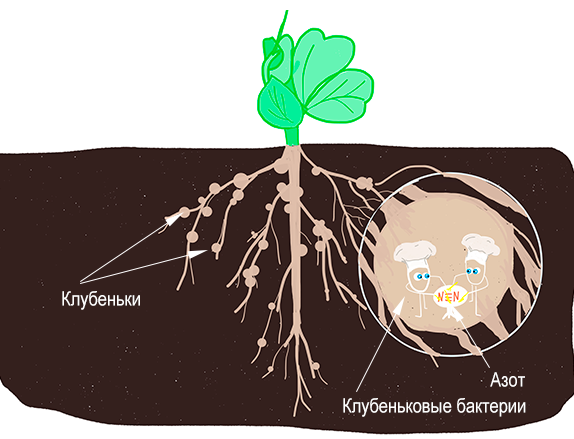 Клубеньки
N≡N
Азот
Клубеньковые бактерии